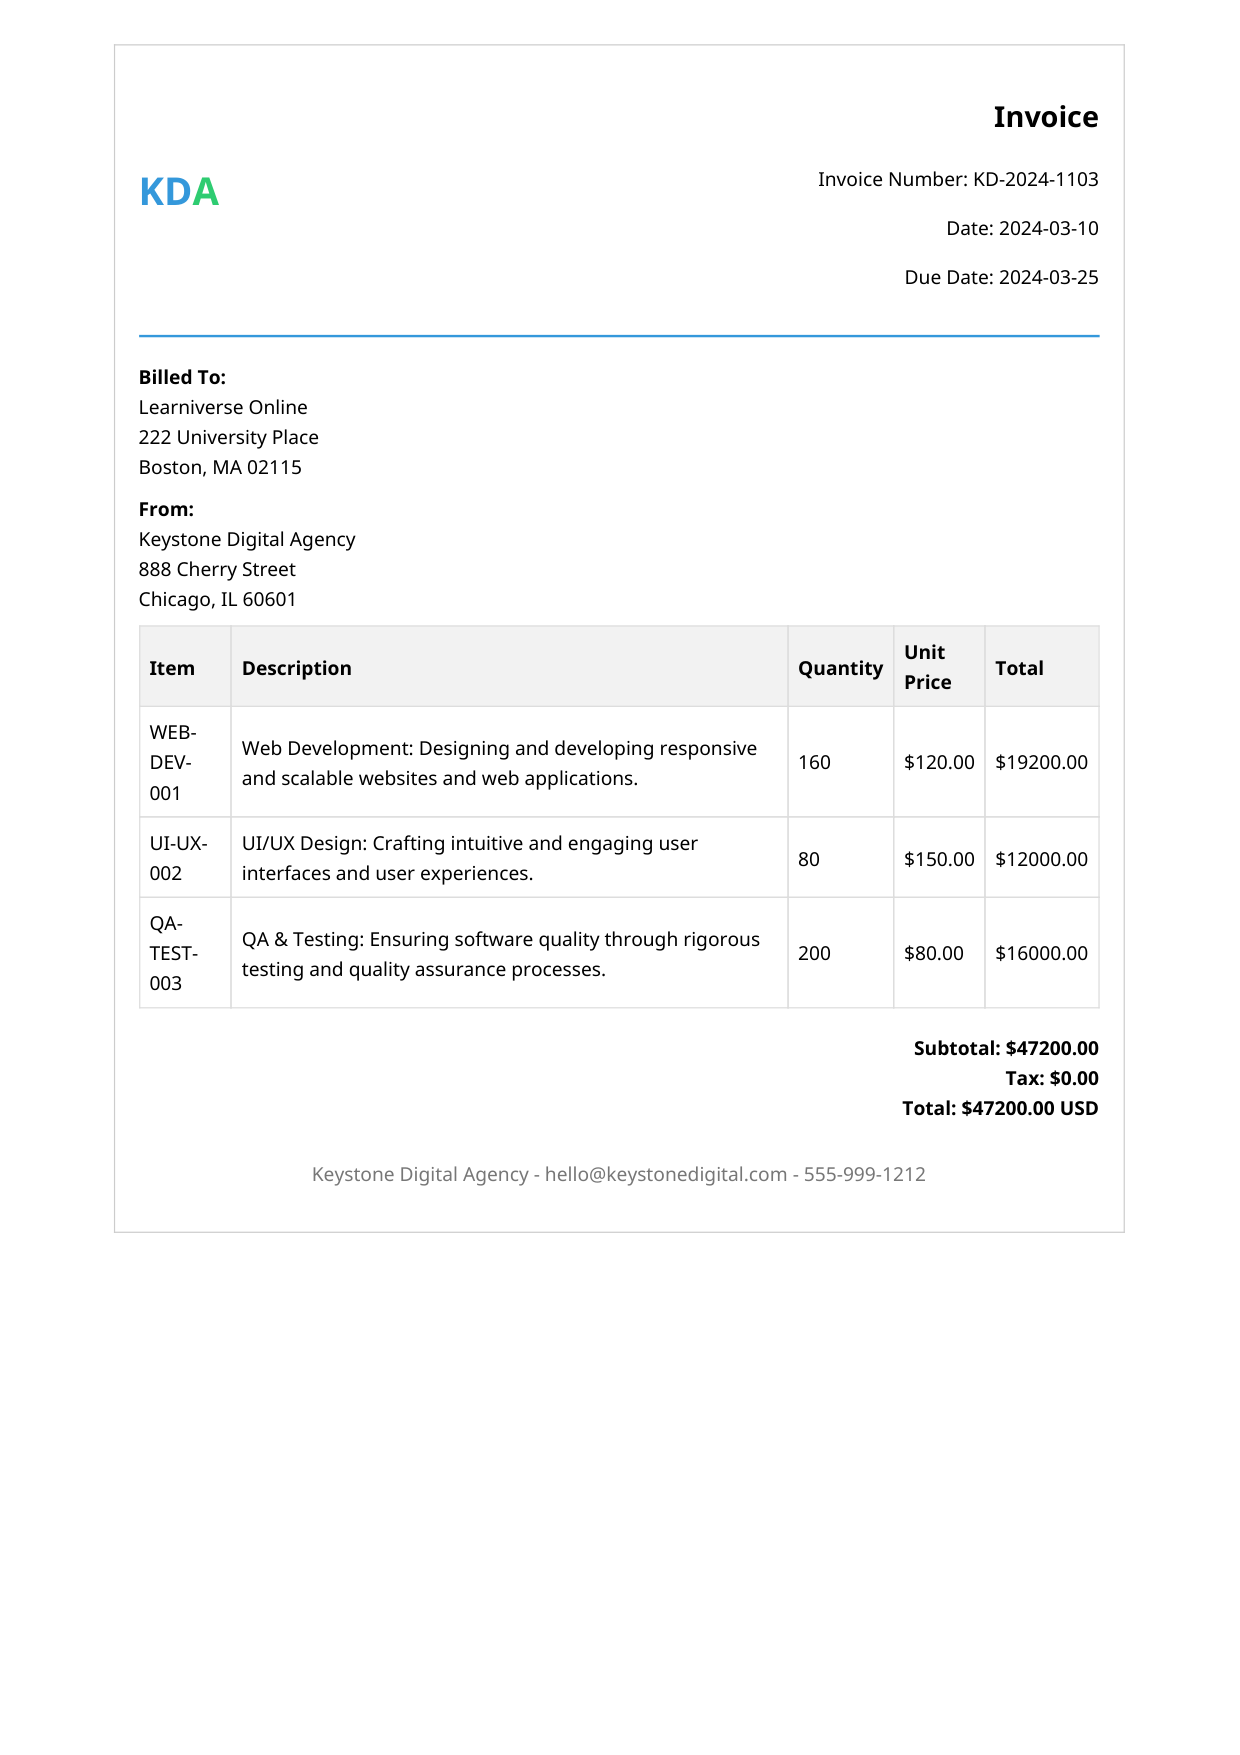 Invoice
KDA
Invoice Number: KD-2024-1103
Date: 2024-03-10
Due Date: 2024-03-25
Billed To:
Learniverse Online
222 University Place
Boston, MA 02115
From:
Keystone Digital Agency
888 Cherry Street
Chicago, IL 60601
Item Description Quantity Unit Price Total
WEB-DEV-001 Web Development: Designing and developing responsive and scalable websites and web applications. 160 $120.00 $19200.00
UI-UX-002 UI/UX Design: Crafting intuitive and engaging user interfaces and user experiences. 80 $150.00 $12000.00
QA-TEST-003 QA & Testing: Ensuring software quality through rigorous testing and quality assurance processes. 200 $80.00 $16000.00
Subtotal: $47200.00
Tax: $0.00
Total: $47200.00 USD
Keystone Digital Agency - hello@keystonedigital.com - 555-999-1212